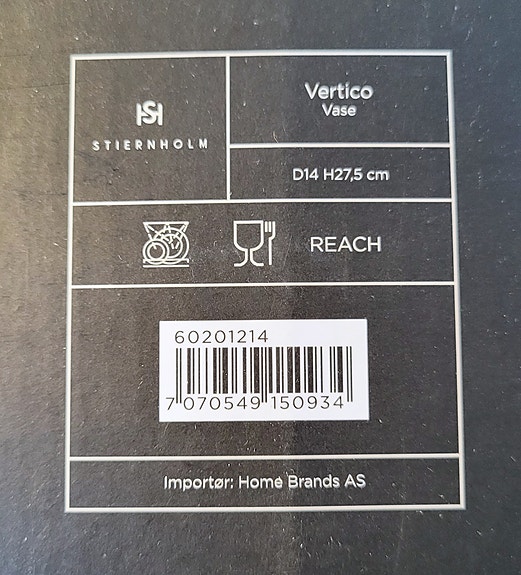 STIERNHOLM
Vertico
Vase
D14 H27,5 cm
REACH
60201214
7 070549 150934
Importør: Home Brands AS